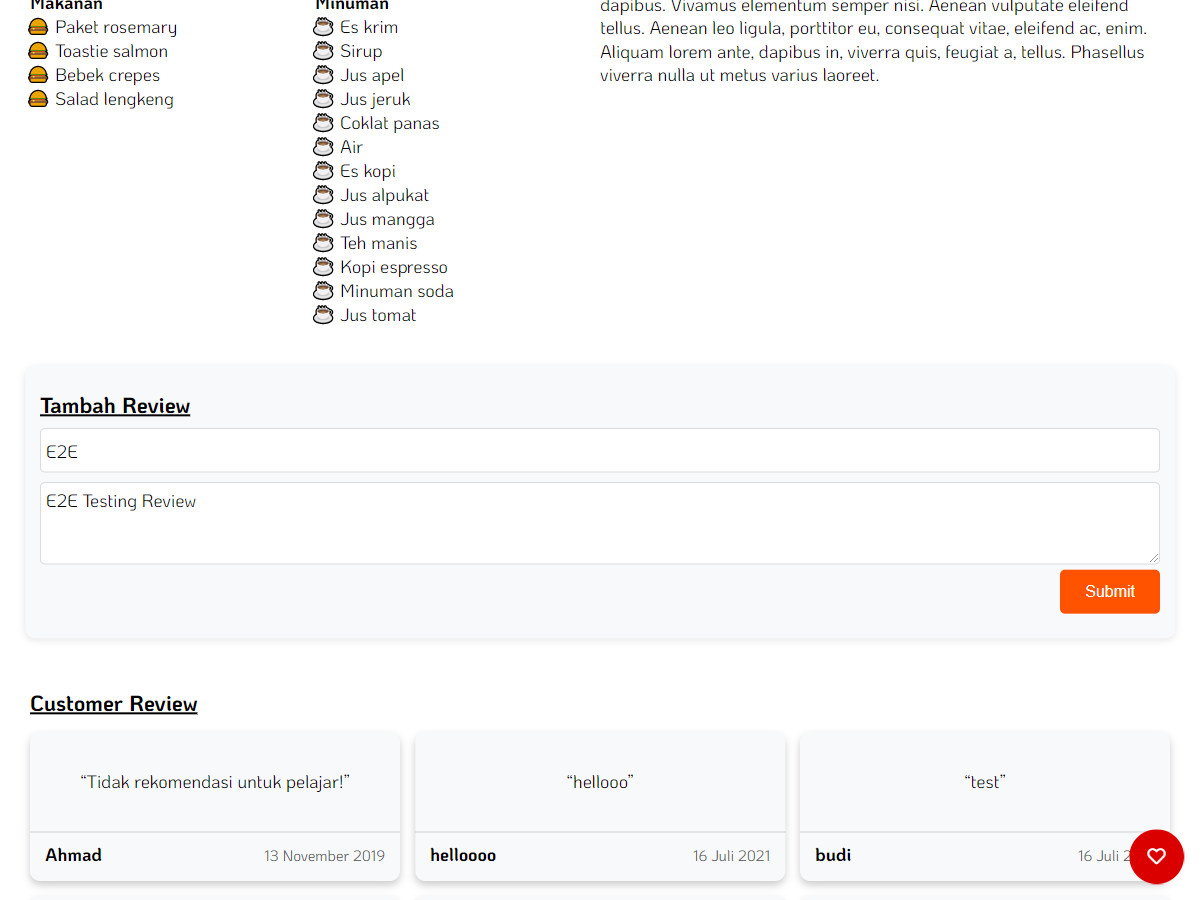 Makanan
Paket rosemary
Toastie salmon
Bebek crepes
Salad lengkeng
Minuman
Es krim
Sirup
Jus apel
Jus jeruk
Coklat panas
Air
Es kopi
Jus alpukat
Jus mangga
Teh manis
Kopi espresso
Minuman soda
Jus tomat
dapibus. Vivamus elementum semper nisi. Aenean vulputate eleifend
tellus. Aenean leo ligula, porttitor eu, consequat vitae, eleifend ac, enim.
Aliquam lorem ante, dapibus in, viverra quis, feugiat a, tellus. Phasellus
viverra nulla ut metus varius laoreet.
Tambah Review
E2E
E2E Testing Review
Submit
Customer Review
“Tidak rekomendasi untuk pelajar!”
Ahmad 13 November 2019
“hellooo”
helloooo 16 Juli 2021
“test”
budi 16 Juli